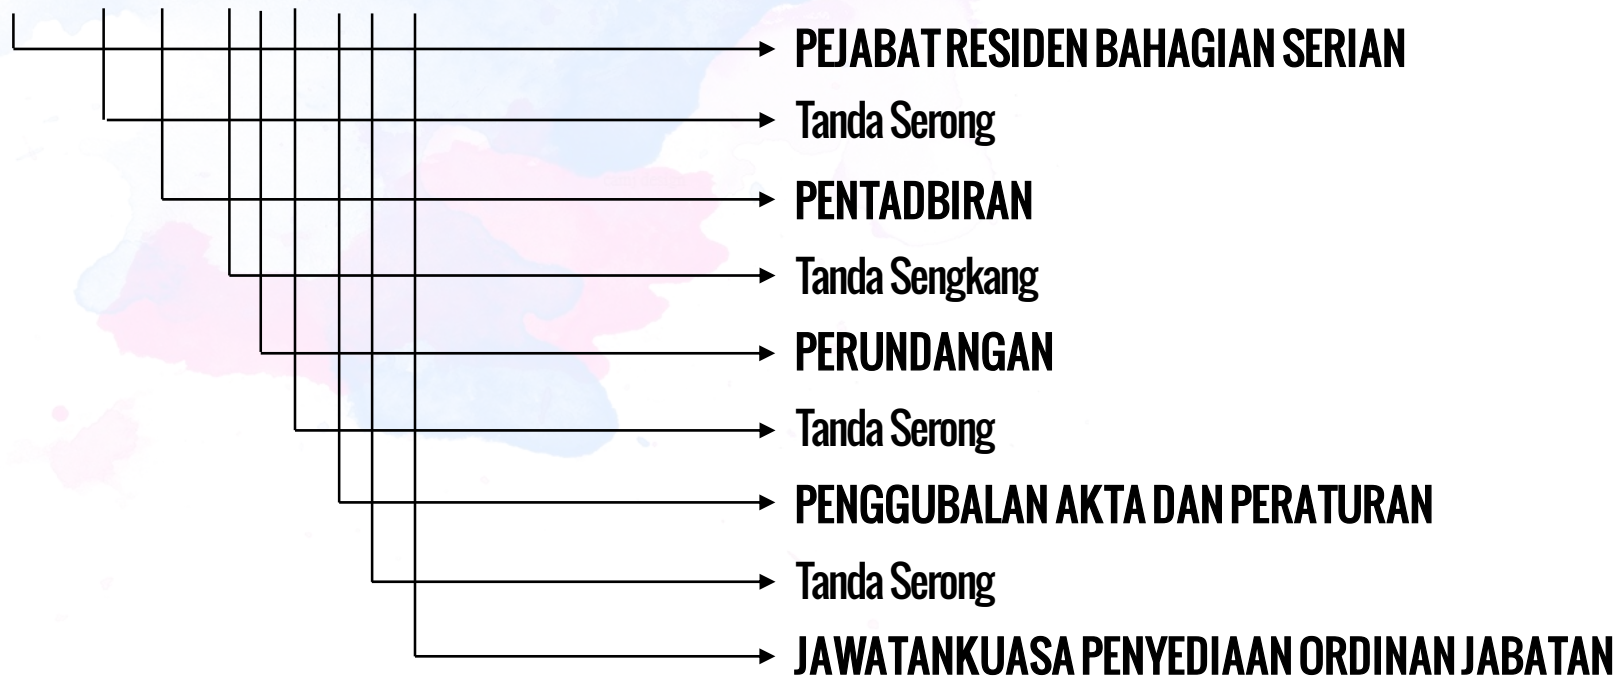 PEJABAT RESIDEN BAHAGIAN SERIAN
Tanda Serong
PENTADBIRAN
Tanda Sengkang
PERUNDANGAN
Tanda Serong
PENGGUBALAN AKTA DAN PERATURAN
Tanda Serong
JAWATANKUASA PENYEDIAAN ORDINAN JABATAN